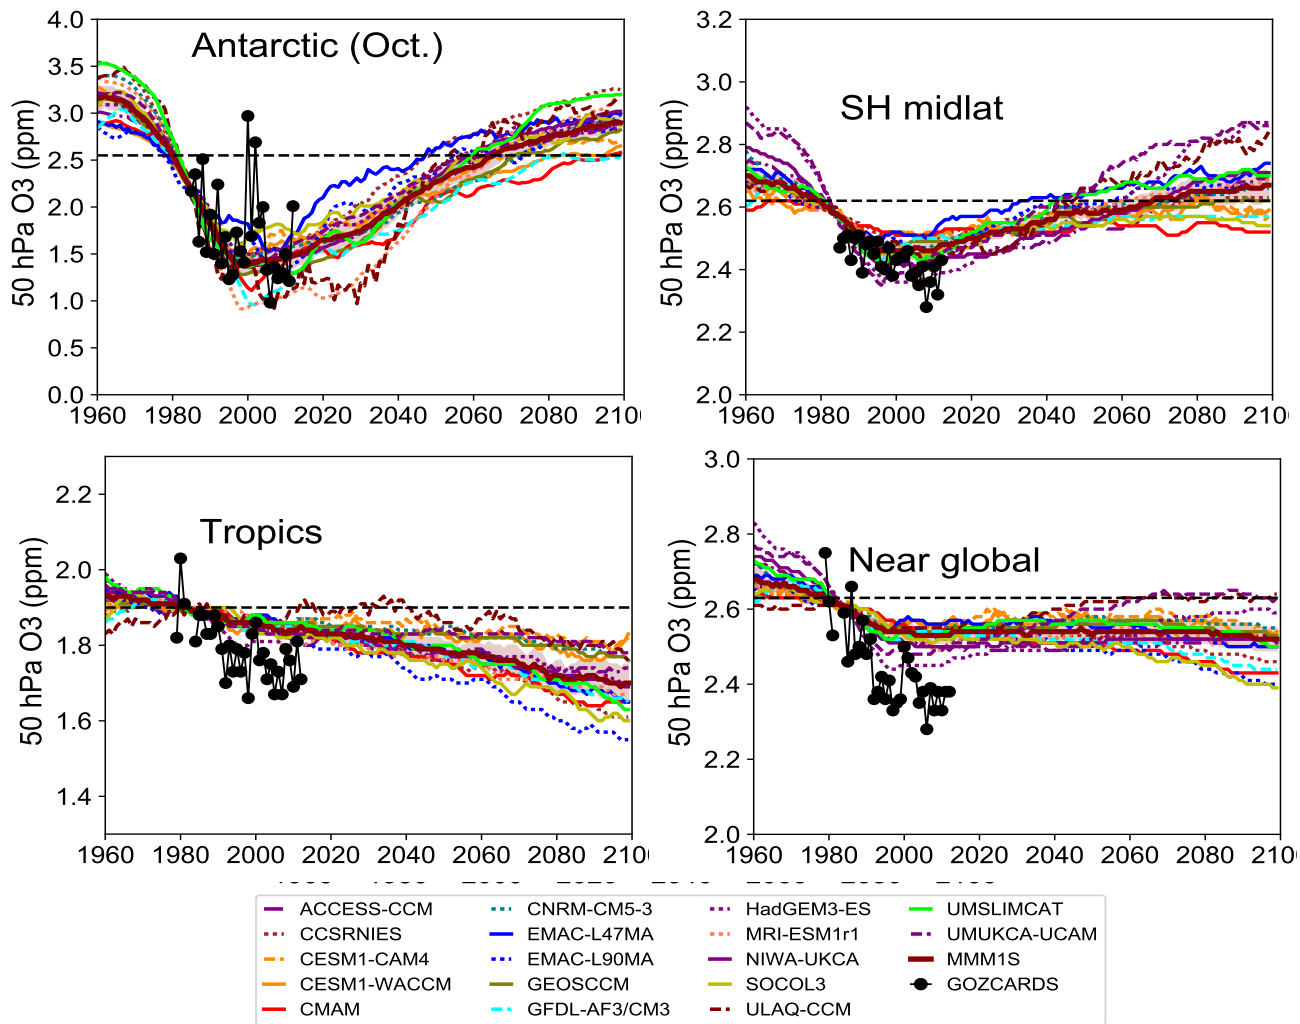 Antarctic (Oct.)
50 hPa O3 (ppm)
4.0
3.5
3.0
2.5
2.0
1.5
1.0
0.5
0.0
1960 1980 2000 2020 2040 2060 2080 2100
SH midlat
50 hPa O3 (ppm)
3.2
3.0
2.8
2.6
2.4
2.2
2.0
1960 1980 2000 2020 2040 2060 2080 2100
Tropics
50 hPa O3 (ppm)
2.2
2.0
1.8
1.6
1.4
1960 1980 2000 2020 2040 2060 2080 210
Near global
50 hPa O3 (ppm)
3.0
2.8
2.6
2.4
2.2
2.0
1960 1980 2000 2020 2040 2060 2080 210
ACCESS-CCM
CCSRNIES
CESM1-CAM4
CESM1-WACCM
CMAM
CNRM-CM5-3
EMAC-L47MA
EMAC-L90MA
GEOSCCM
GFDL-AF3/CM3
HadGEM3-ES
MRI-ESM1r1
NIWA-UKCA
SOCOL3
ULAQ-CCM
UMSLIMCAT
UMUKCA-UCAM
MMM1S
GOZCARDS